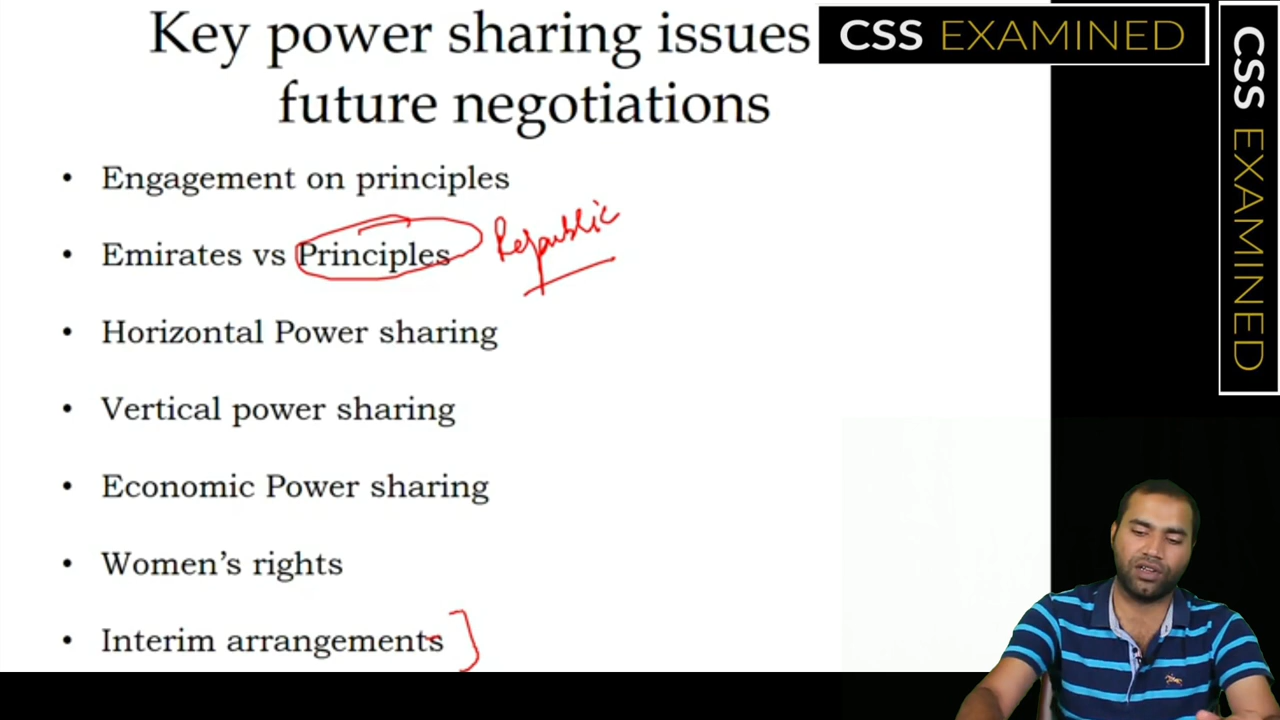 Key power sharing issues
future negotiations
CSS EXAMINED
CSS EXAMINED
• Engagement on principles
• Emirates vs Principles Republic
• Horizontal Power sharing
• Vertical power sharing
• Economic Power sharing
• Women’s rights
• Interim arrangements